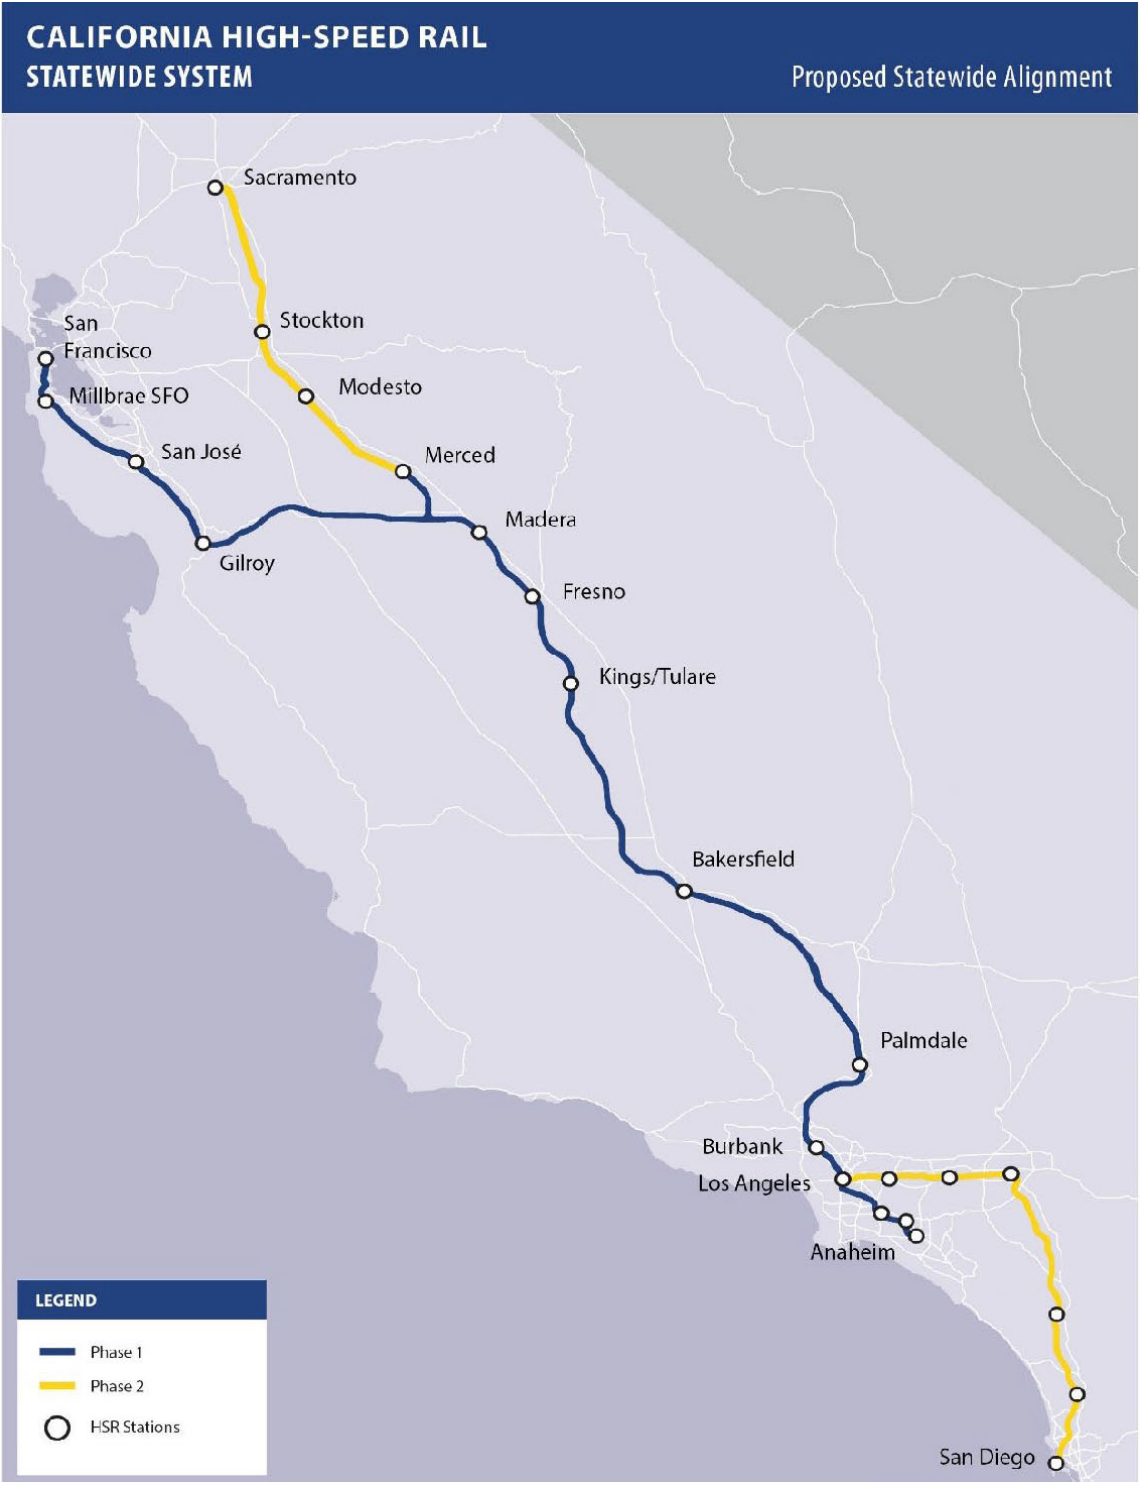 CALIFORNIA HIGH-SPEED RAIL
STATEWIDE SYSTEM
Proposed Statewide Alignment
Sacramento
Stockton
San
Francisco
Modesto
Millbrae SFO
San José
Merced
Madera
Gilroy
Fresno
Kings/Tulare
Bakersfield
Palmdale
Burbank
Los Angeles
Anaheim
LEGEND
Phase 1
Phase 2
HSR Stations
San Diego